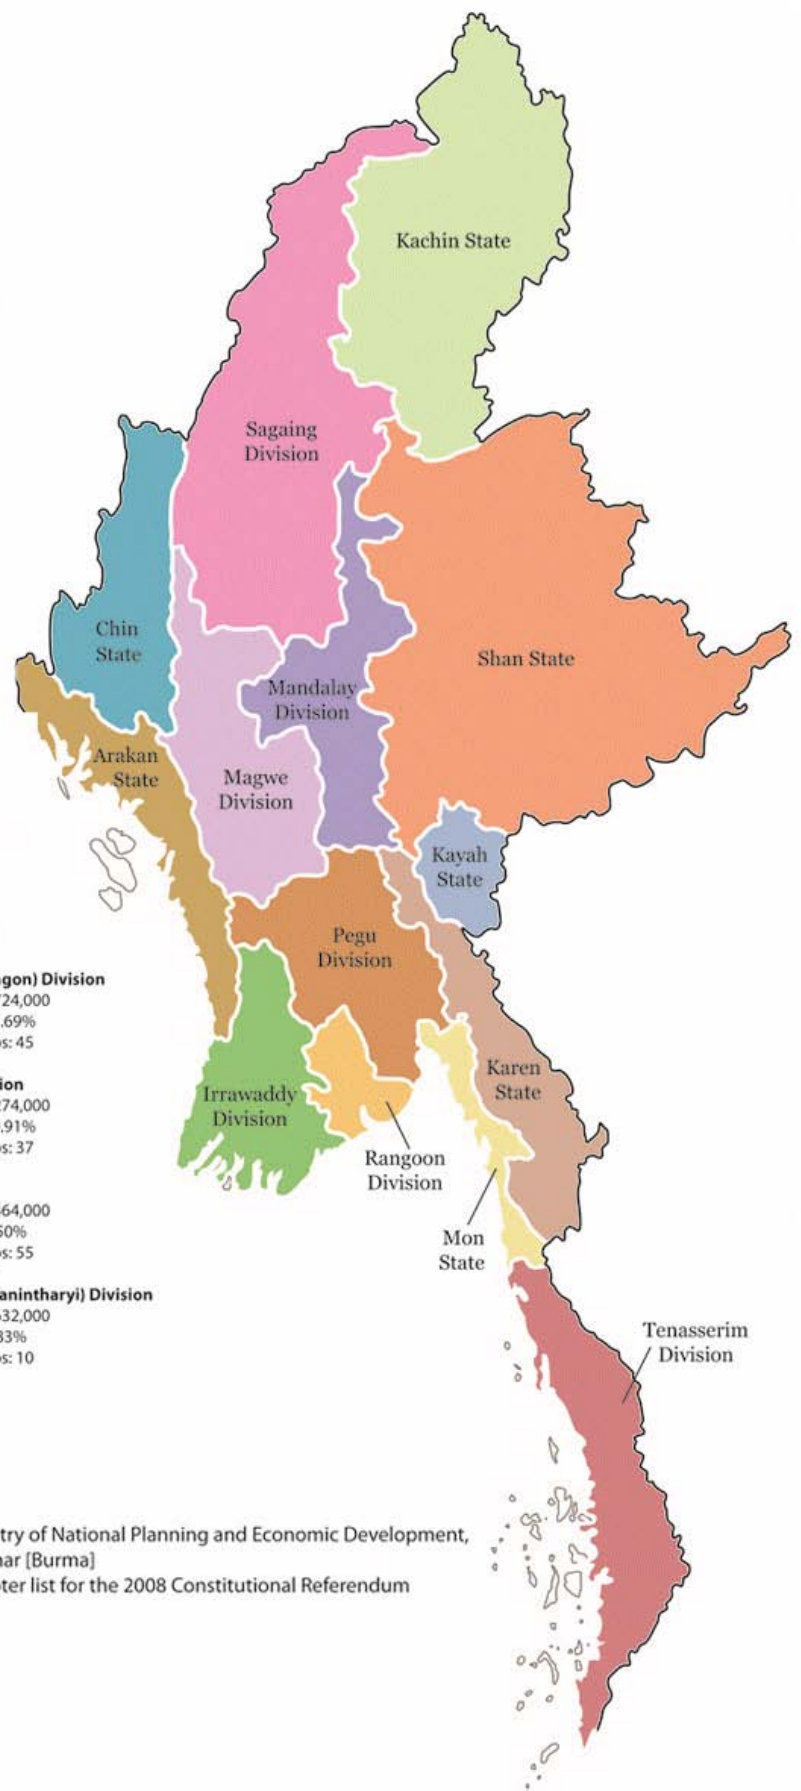 Kachin State
Sagaing
Division
Chin
State
Shan State
Mandalay
Division
Arakan
State
Magwe
Division
Kayah
State
Pegu
Division
Karen
State
Irrawaddy
Division
Rangoon
Division
Mon
State
Tenasserim
Division
gon) Division
724,000
.69%
s: 45
ion
274,000
.91%
s: 37
464,000
50%
s: 55
anintharyi) Division
632,000
33%
s: 10
try of National Planning and Economic Development,
nar [Burma]
ter list for the 2008 Constitutional Referendum